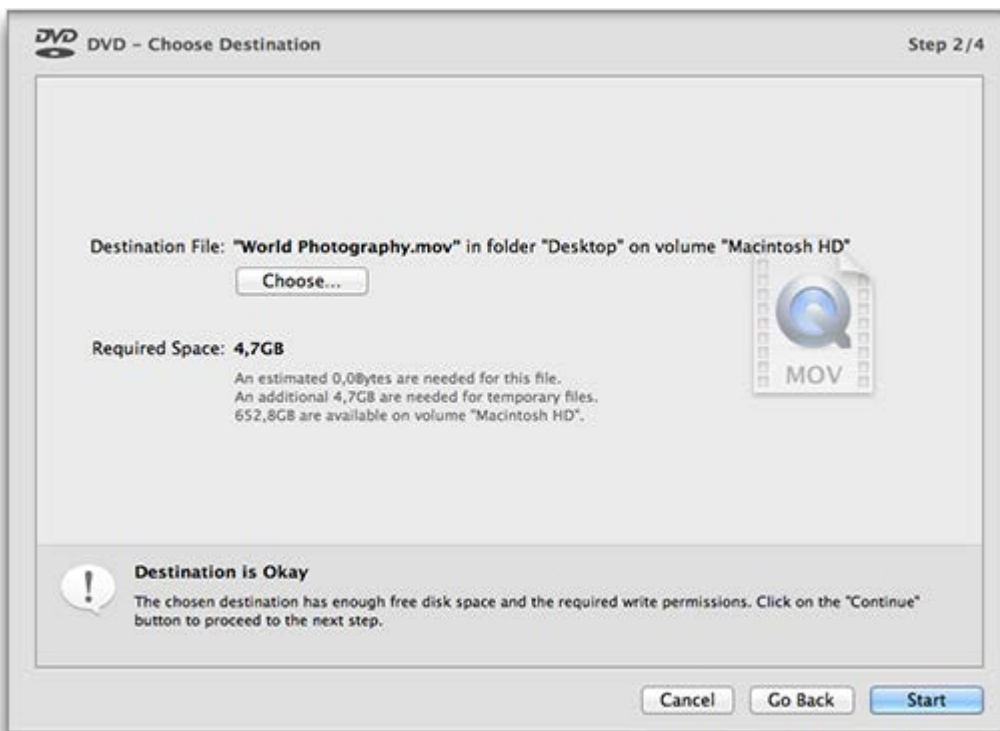 DVD DVD – Choose Destination Step 2/4
Destination File: "World Photography.mov" in folder "Desktop" on volume "Macintosh HD"
Choose...
MOV
Required Space: 4,7GB
An estimated 0,0Bytes are needed for this file.
An additional 4,7GB are needed for temporary files.
652,8GB are available on volume "Macintosh HD".
Destination is Okay
The chosen destination has enough free disk space and the required write permissions. Click on the "Continue"
button to proceed to the next step.
Cancel Go Back Start